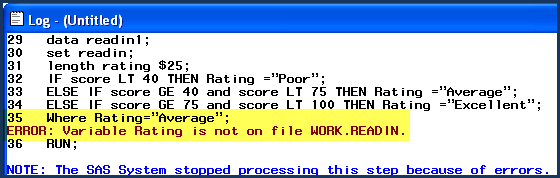 Log - (Untitled)
29 data readin1;
30 set readin;
31 length rating $25;
32 IF score LT 40 THEN Rating ="Poor";
33 ELSE IF score GE 40 and score LT 75 THEN Rating ="Average";
34 ELSE IF score GE 75 and score LT 100 THEN Rating ="Excellent";
35 Where Rating="Average";
ERROR: Variable Rating is not on file WORK.READIN.
36 RUN;
NOTE: The SAS System stopped processing this step because of errors.